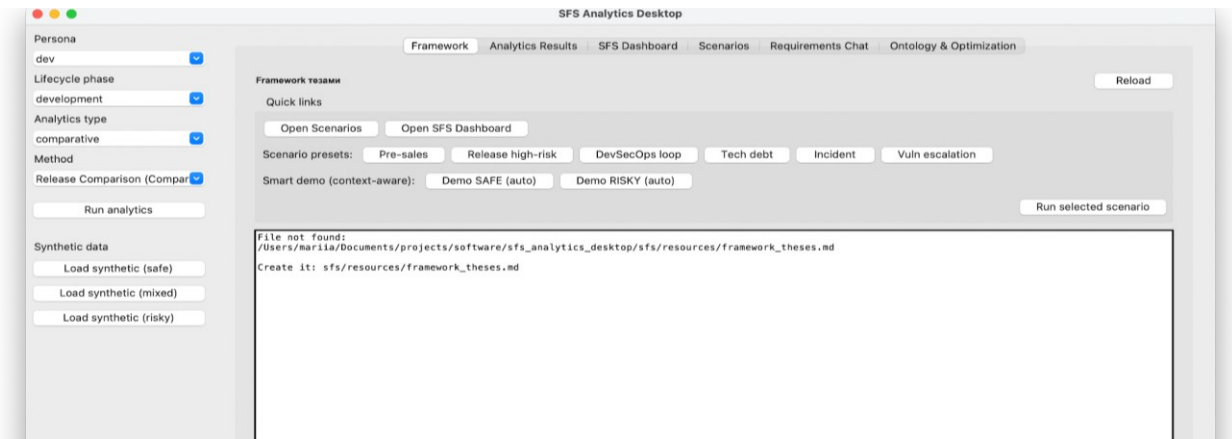 SFS Analytics Desktop
Persona
dev
Lifecycle phase
development
Analytics type
comparative
Method
Release Comparison (Compar
Run analytics
Synthetic data
Load synthetic (safe)
Load synthetic (mixed)
Load synthetic (risky)
Framework Analytics Results SFS Dashboard Scenarios Requirements Chat Ontology & Optimization
Framework тезами Reload
Quick links
Open Scenarios Open SFS Dashboard
Scenario presets: Pre-sales Release high-risk DevSecOps loop Tech debt Incident Vuln escalation
Smart demo (context-aware): Demo SAFE (auto) Demo RISKY (auto)
Run selected scenario
File not found:
/Users/mariia/Documents/projects/software/sfs_analytics_desktop/sfs/resources/framework_theses.md
Create it: sfs/resources/framework_theses.md